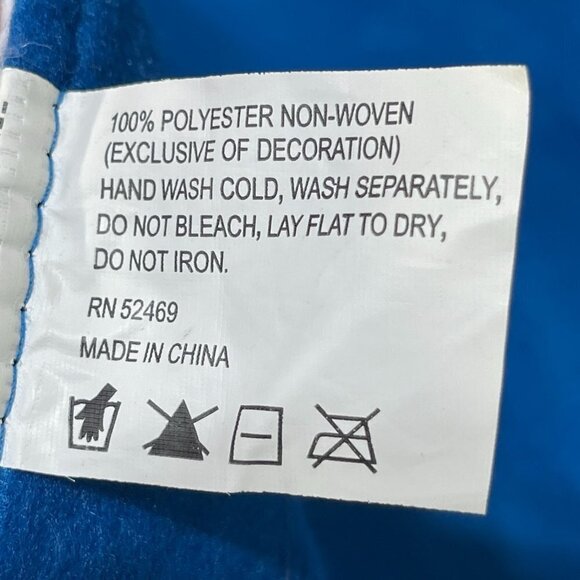 100% POLYESTER NON-WOVEN
(EXCLUSIVE OF DECORATION)
HAND WASH COLD, WASH SEPARATELY,
DO NOT BLEACH, LAY FLAT TO DRY,
DO NOT IRON.
RN 52469
MADE IN CHINA